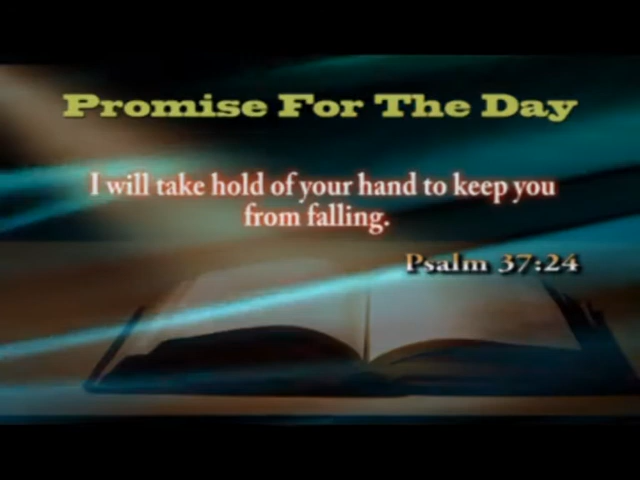 Promise For The Day
I will take hold of your hand to keep you
from falling.
Psalm 37:24